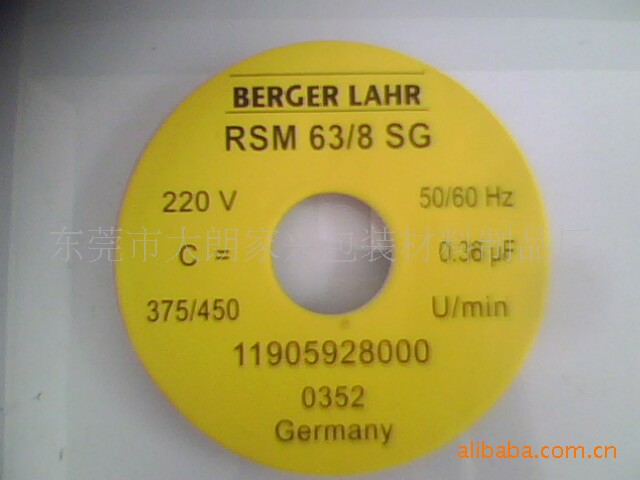 BERGER LAHR
RSM 63/8 SG
220 V 50/60 Hz
东莞市大朗家兴包装材料制品厂
C = 0.36 µF
375/450 U/min
11905928000
0352
Germany
alibaba.com.cn